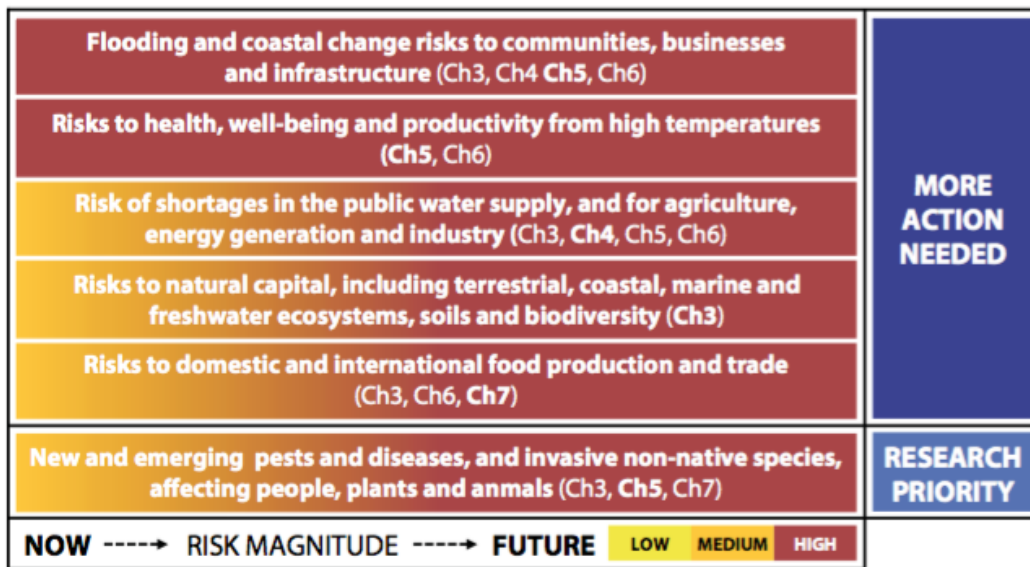 Flooding and coastal change risks to communities, businesses
and infrastructure (Ch3, Ch4 Ch5, Ch6)
Risks to health, well-being and productivity from high temperatures
(Ch5, Ch6)
Risk of shortages in the public water supply, and for agriculture,
energy generation and industry (Ch3, Ch4, Ch5, Ch6)
Risks to natural capital, including terrestrial, coastal, marine and
freshwater ecosystems, soils and biodiversity (Ch3)
Risks to domestic and international food production and trade
(Ch3, Ch6, Ch7)
MORE
ACTION
NEEDED
New and emerging pests and diseases, and invasive non-native species,
affecting people, plants and anmals (Ch3, Ch5, Ch7)
RESEARCH
PRIORITY
NOW RISK MAGNITUDE FUTURE LOW MEDIUM HIGH